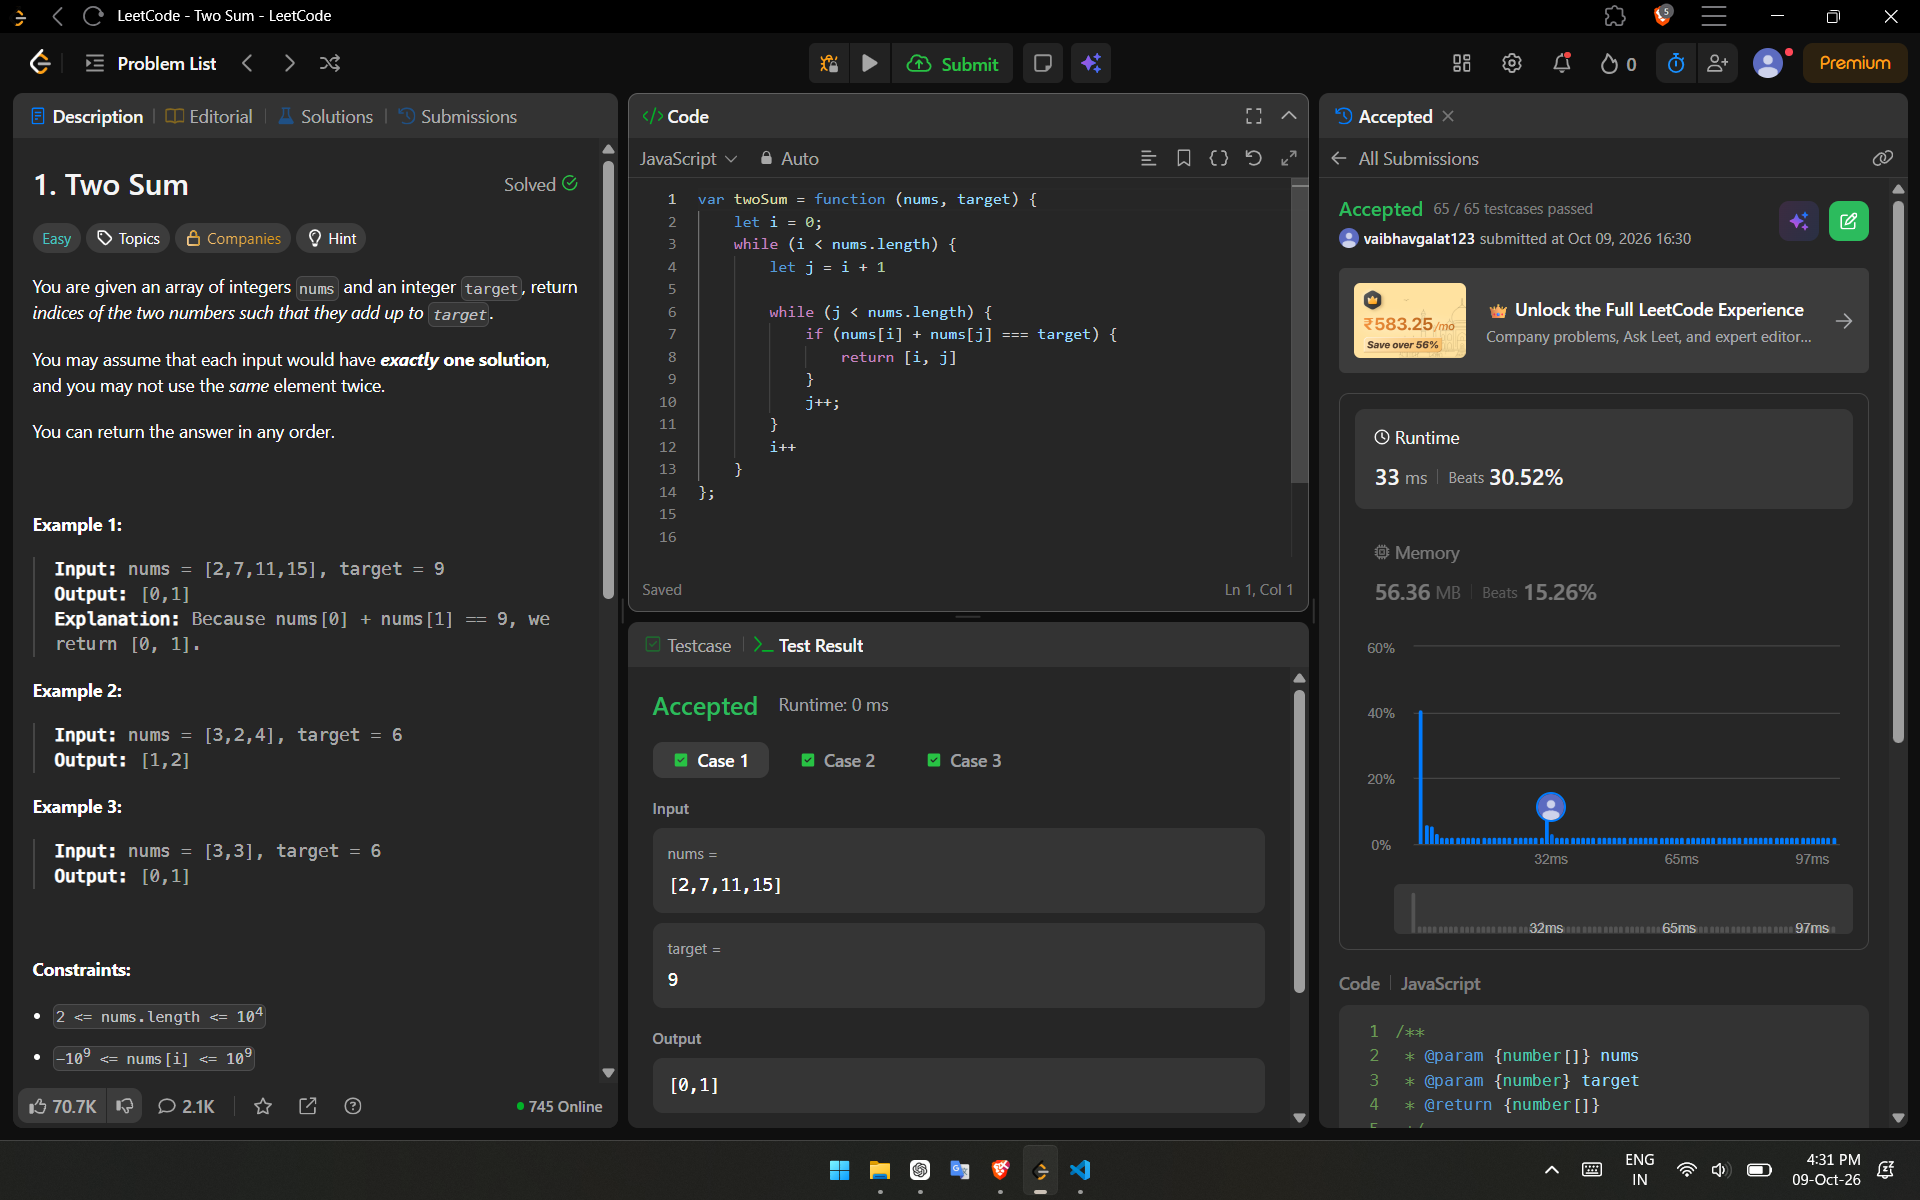 LeetCode - Two Sum - LeetCode
5
Problem List
Submit
0
Premium
Description
Editorial
Solutions
Submissions
1. Two Sum
Solved
Easy
Topics
Companies
Hint
You are given an array of integers nums and an integer target, return
indices of the two numbers such that they add up to target.
You may assume that each input would have exactly one solution,
and you may not use the same element twice.
You can return the answer in any order.
Example 1:
Input: nums = [2,7,11,15], target = 9
Output: [0,1]
Explanation: Because nums[0] + nums[1] == 9, we
return [0, 1].
Example 2:
Input: nums = [3,2,4], target = 6
Output: [1,2]
Example 3:
Input: nums = [3,3], target = 6
Output: [0,1]
Constraints:
2 <= nums.length <= 10⁴
-10⁹ <= nums[i] <= 10⁹
70.7K
2.1K
745 Online
</> Code
JavaScript
Auto
1 var twoSum = function (nums, target) {
2 let i = 0;
3 while (i < nums.length) {
4 let j = i + 1
5
6 while (j < nums.length) {
7 if (nums[i] + nums[j] === target) {
8 return [i, j]
9 }
10 j++;
11 }
12 i++
13 }
14 };
15
16
Saved
Ln 1, Col 1
Testcase
>_ Test Result
Accepted
Runtime: 0 ms
Case 1
Case 2
Case 3
Input
nums =
[2,7,11,15]
target =
9
Output
[0,1]
Accepted
All Submissions
Accepted 65 / 65 testcases passed
vaibhavgalat123 submitted at Oct 09, 2026 16:30
₹583.25/mo
Save over 56%
Unlock the Full LeetCode Experience
Company problems, Ask Leet, and expert editor...
Runtime
33 ms
Beats 30.52%
Memory
56.36 MB
Beats 15.26%
60%
40%
20%
0%
32ms
65ms
97ms
32ms
65ms
97ms
Code
JavaScript
1 /**
2 * @param {number[]} nums
3 * @param {number} target
4 * @return {number[]}
5 */
ENG
IN
4:31 PM
09-Oct-26